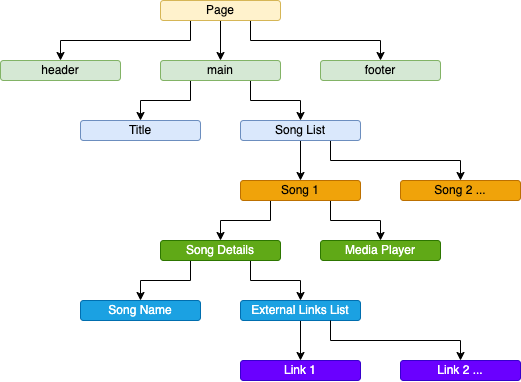 Page
header
main
footer
Title
Song List
Song 1
Song 2 ...
Song Details
Media Player
Song Name
External Links List
Link 1
Link 2 ...